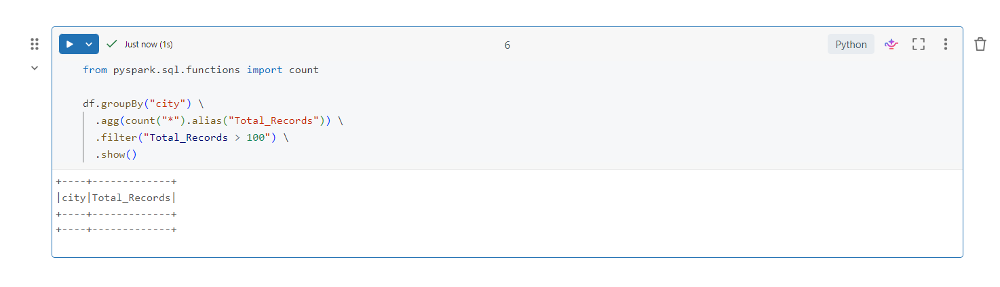 Just now (1s)
6
Python
from pyspark.sql.functions import count
df.groupBy("city") \
.agg(count("*").alias("Total_Records")) \
.filter("Total_Records > 100") \
.show()
+----+-------------+
|city|Total_Records|
+----+-------------+
+----+-------------+